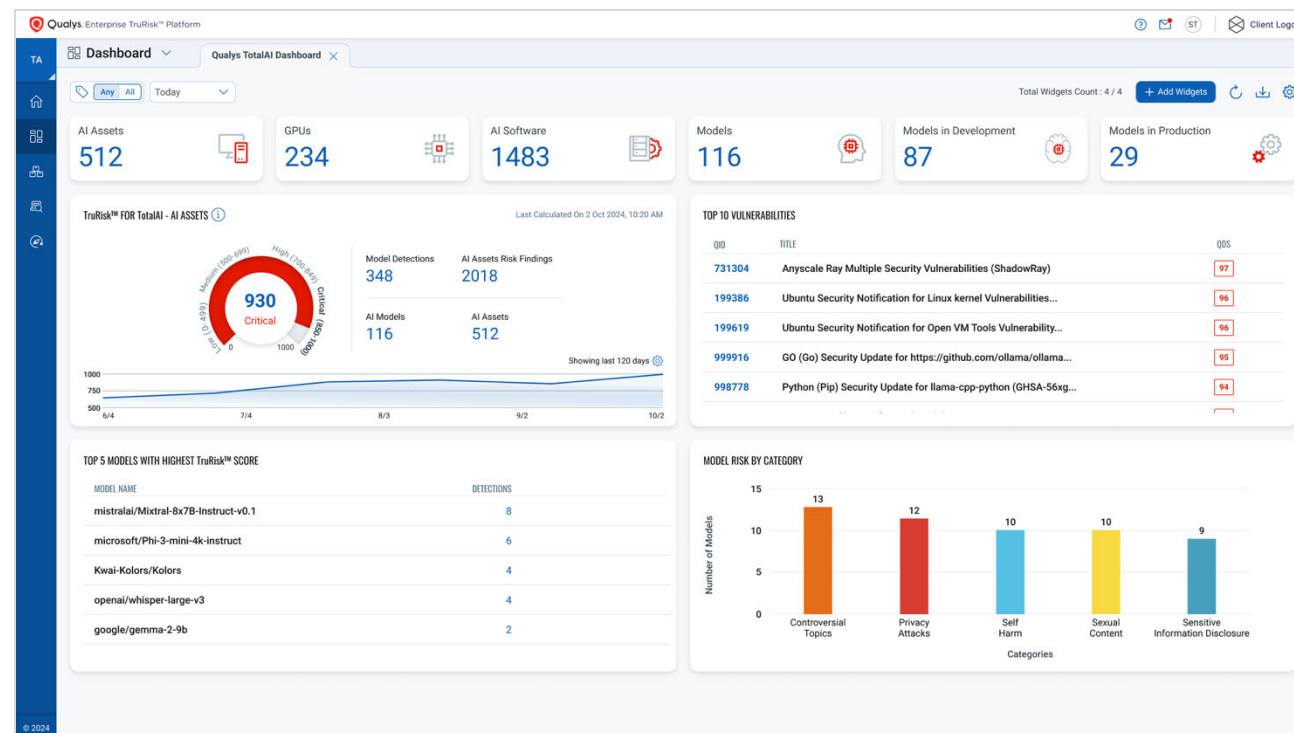 Qualys. Enterprise TruRisk™ Platform
ST
Client Logo
TA
Dashboard
Qualys TotalAI Dashboard
Any All
Today
Total Widgets Count : 4 / 4
+ Add Widgets
AI Assets
512
GPUs
234
AI Software
1483
Models
116
Models in Development
87
Models in Production
29
TruRisk™ FOR TotalAI - AI ASSETS
Last Calculated On 2 Oct 2024, 10:20 AM
Low (0-499)
Medium (500-699)
High (700-849)
Critical (850-1000)
930
Critical
0
1000
Model Detections
348
AI Assets Risk Findings
2018
AI Models
116
AI Assets
512
Showing last 120 days
1000
750
500
6/4 7/4 8/3 9/2 10/2
TOP 10 VULNERABILITIES
QID TITLE QDS
731304 Anyscale Ray Multiple Security Vulnerabilities (ShadowRay) 97
199386 Ubuntu Security Notification for Linux kernel Vulnerabilities... 96
199619 Ubuntu Security Notification for Open VM Tools Vulnerability... 96
999916 GO (Go) Security Update for https://github.com/ollama/ollama... 95
998778 Python (Pip) Security Update for llama-cpp-python (GHSA-56xg... 94
TOP 5 MODELS WITH HIGHEST TruRisk™ SCORE
MODEL NAME DETECTIONS
mistralai/Mixtral-8x7B-Instruct-v0.1 8
microsoft/Phi-3-mini-4k-instruct 6
Kwai-Kolors/Kolors 4
openai/whisper-large-v3 4
google/gemma-2-9b 2
MODEL RISK BY CATEGORY
Number of Models
15
10
5
0
13
12
10
10
9
Controversial Topics
Privacy Attacks
Self Harm
Sexual Content
Sensitive Information Disclosure
Categories
© 2024